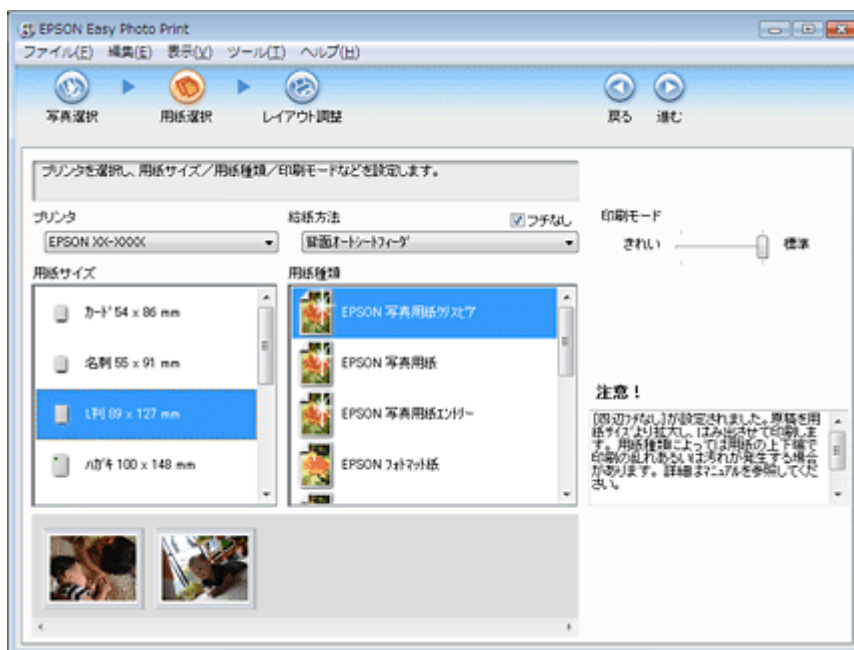 EPSON Easy Photo Print
ファイル(F) 編集(E) 表示(V) ツール(T) ヘルプ(H)
写真選択 用紙選択 レイアウト調整 戻る 進む
プリンタを選択し、用紙サイズ/用紙種類/印刷モードなどを設定します。
プリンタ
EPSON XX-XXXX
給紙方法
フチなし
背面オートシートフィーダ
印刷モード
きれい 標準
用紙サイズ
カード 54 x 86 mm
名刺 55 x 91 mm
L判 89 x 127 mm
ハガキ 100 x 148 mm
用紙種類
EPSON 写真用紙クリスピア
EPSON 写真用紙
EPSON 写真用紙エントリー
EPSON フォトマット紙
注意!
[四辺フチなし]が設定されました。原稿を用
紙サイズより拡大し、はみ出させて印刷しま
す。用紙種類によっては用紙の上下端で
印刷の乱れあるいは汚れが発生する場合
があります。詳細はマニュアルを参照してくだ
さい。